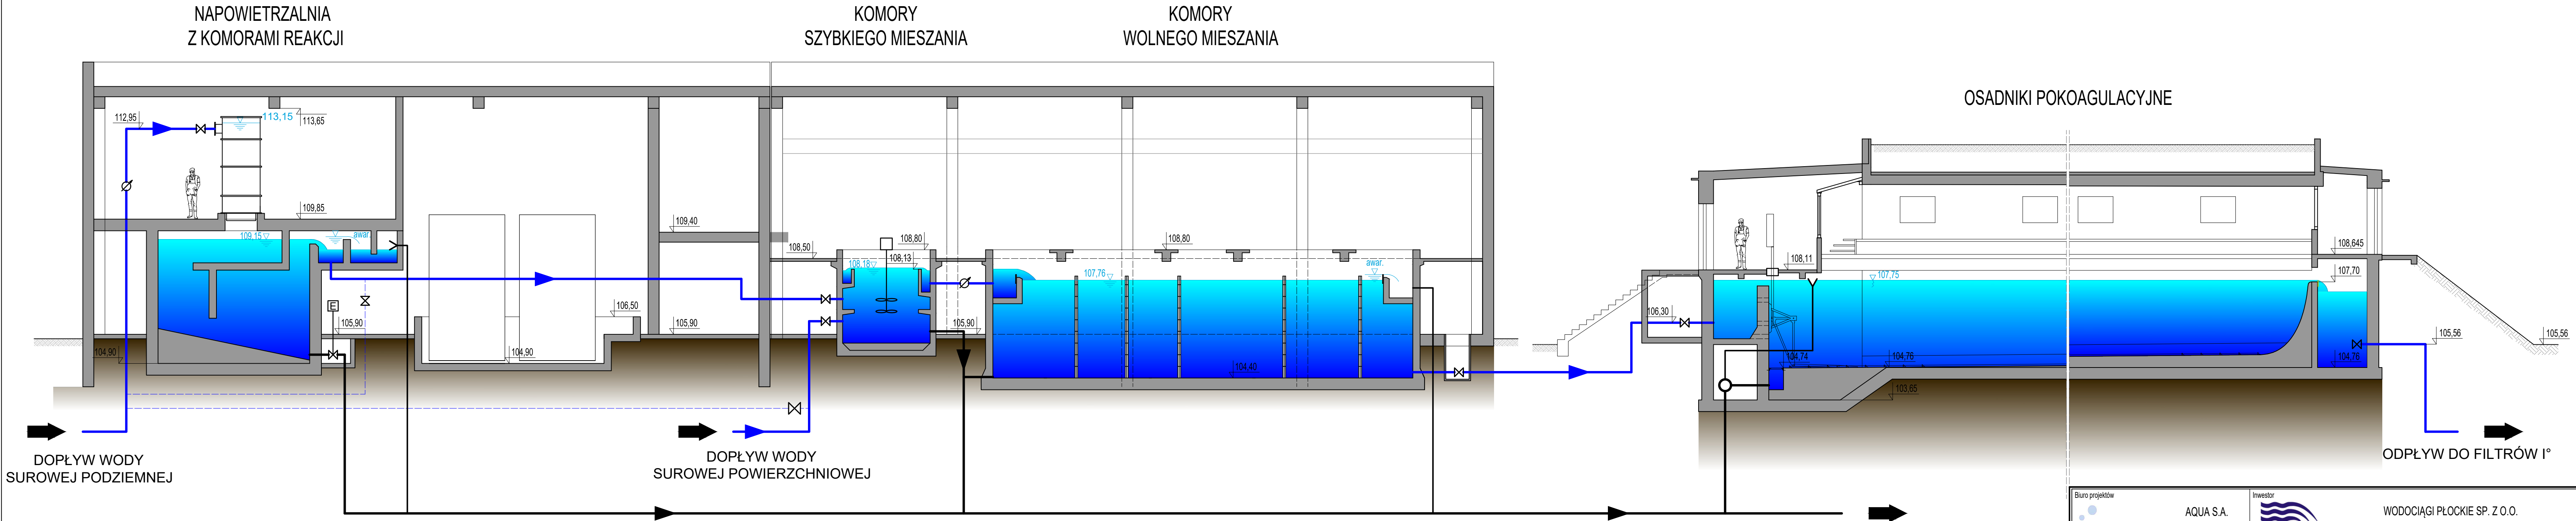 NAPOWIETRZALNIA
Z KOMORAMI REAKCJI
KOMORY
SZYBKIEGO MIESZANIA
KOMORY
WOLNEGO MIESZANIA
OSADNIKI POKOAGULACYJNE
112,95
113,15
113,65
109,85
109,15
awar.
E
105,90
104,90
106,50
104,90
109,40
105,90
108,50
108,80
108,18
108,13
105,90
108,80
107,76
awar.
104,40
106,30
108,11
107,75
104,74
104,76
103,65
108,645
107,70
104,76
105,56
105,56
DOPŁYW WODY
SUROWEJ PODZIEMNEJ
DOPŁYW WODY
SUROWEJ POWIERZCHNIOWEJ
ODPŁYW DO FILTRÓW I°
Biuro projektów
AQUA S.A.
Inwestor
WODOCIĄGI PŁOCKIE SP. Z O.O.